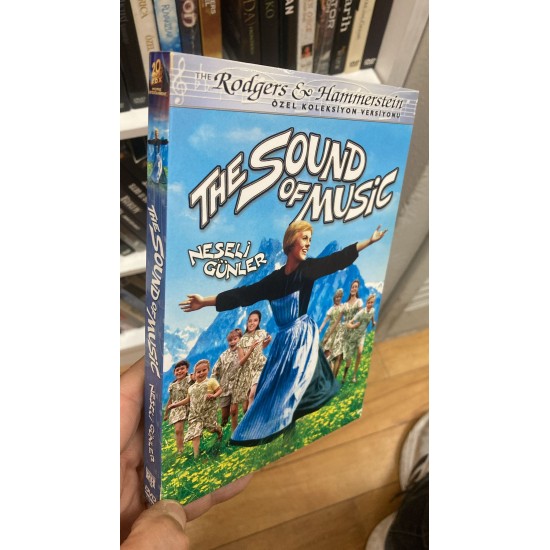 THE Rodgers & Hammerstein
ÖZEL KOLEKSİYON VERSİYONU
THE SOUND
OF MUSIC
NEŞELİ
GÜNLER
THE SOUND OF MUSIC
NEŞELİ GÜNLER
DVD